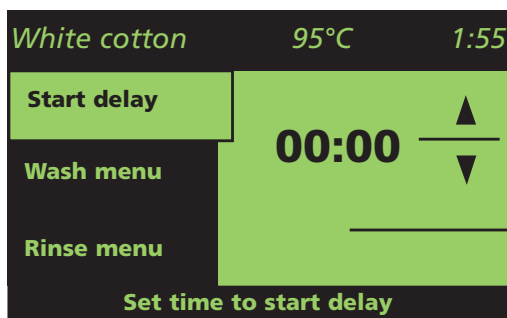 White cotton 95°C 1:55
Start delay
00:00
Wash menu
Rinse menu
Set time to start delay